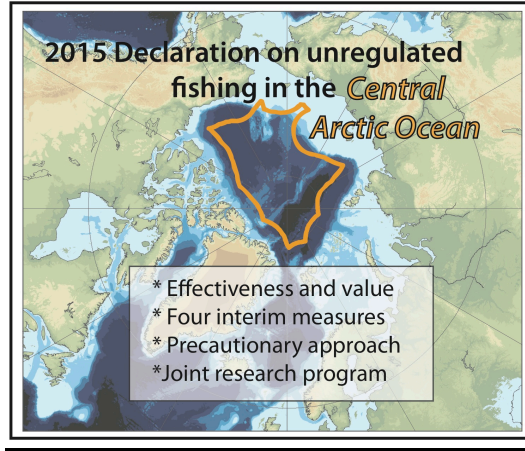 2015 Declaration on unregulated
fishing in the Central
Arctic Ocean
* Effectiveness and value
* Four interim measures
* Precautionary approach
*Joint research program